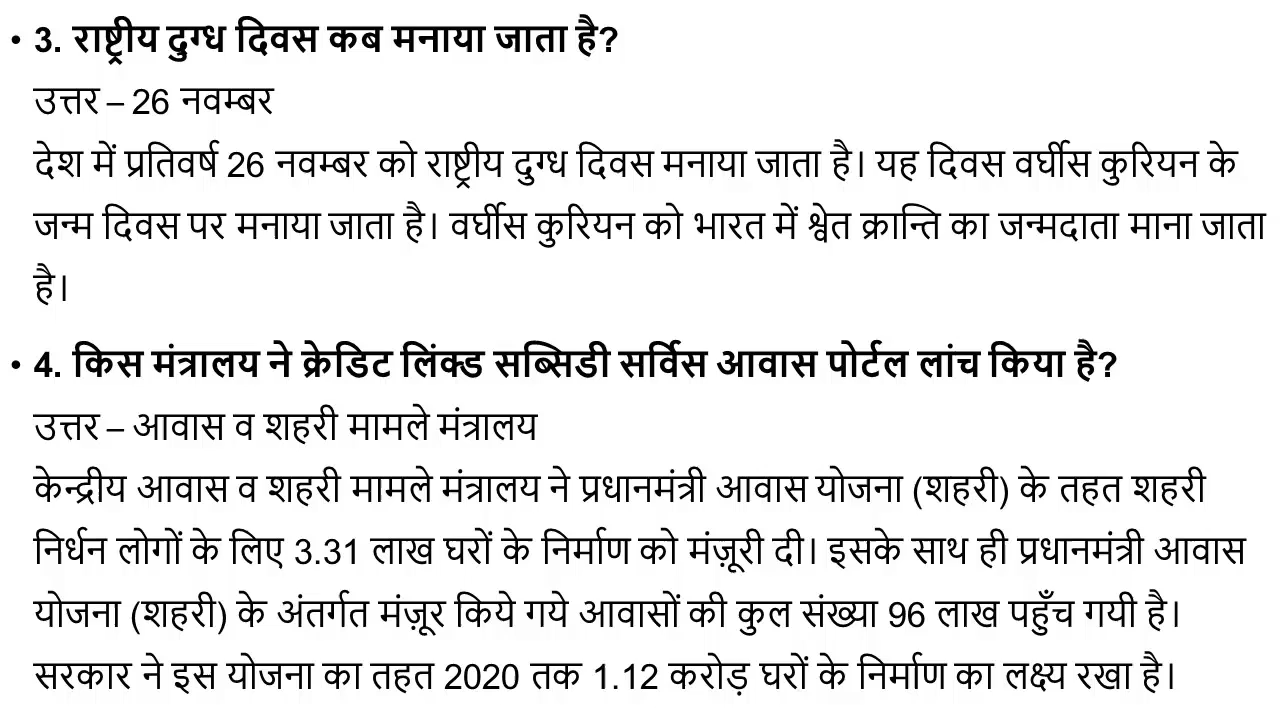 • 3. राष्ट्रीय दुग्ध दिवस कब मनाया जाता है?
उत्तर – 26 नवम्बर
देश में प्रतिवर्ष 26 नवम्बर को राष्ट्रीय दुग्ध दिवस मनाया जाता है। यह दिवस वर्घीस कुरियन के
जन्म दिवस पर मनाया जाता है। वर्घीस कुरियन को भारत में श्वेत क्रान्ति का जन्मदाता माना जाता
है।
• 4. किस मंत्रालय ने क्रेडिट लिंक्ड सब्सिडी सर्विस आवास पोर्टल लांच किया है?
उत्तर – आवास व शहरी मामले मंत्रालय
केन्द्रीय आवास व शहरी मामले मंत्रालय ने प्रधानमंत्री आवास योजना (शहरी) के तहत शहरी
निर्धन लोगों के लिए 3.31 लाख घरों के निर्माण को मंज़ूरी दी। इसके साथ ही प्रधानमंत्री आवास
योजना (शहरी) के अंतर्गत मंज़ूर किये गये आवासों की कुल संख्या 96 लाख पहुँच गयी है।
सरकार ने इस योजना का तहत 2020 तक 1.12 करोड़ घरों के निर्माण का लक्ष्य रखा है।